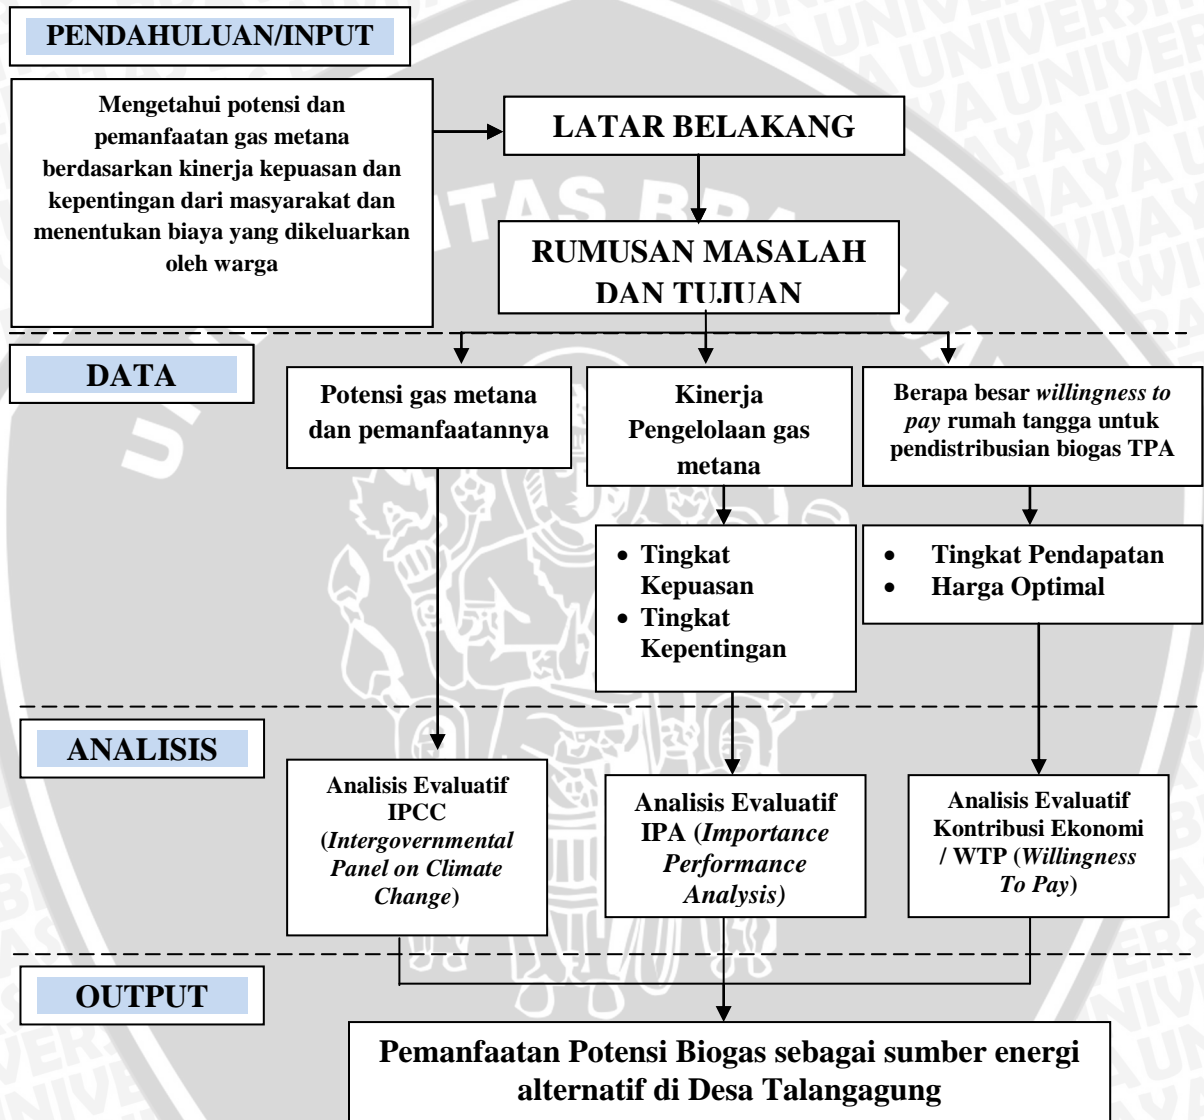 PENDAHULUAN/INPUT
Mengetahui potensi dan
pemanfaatan gas metana
berdasarkan kinerja kepuasan dan
kepentingan dari masyarakat dan
menentukan biaya yang dikeluarkan
oleh warga
LATAR BELAKANG
RUMUSAN MASALAH
DAN TUJUAN
DATA
Potensi gas metana
dan pemanfaatannya
Kinerja
Pengelolaan gas
metana
Berapa besar willingness to
pay rumah tangga untuk
pendistribusian biogas TPA
• Tingkat
Kepuasan
• Tingkat
Kepentingan
• Tingkat Pendapatan
• Harga Optimal
ANALISIS
Analisis Evaluatif
IPCC
(Intergovernmental
Panel on Climate
Change)
Analisis Evaluatif
IPA (Importance
Performance
Analysis)
Analisis Evaluatif
Kontribusi Ekonomi
/ WTP (Willingness
To Pay)
OUTPUT
Pemanfaatan Potensi Biogas sebagai sumber energi
alternatif di Desa Talangagung